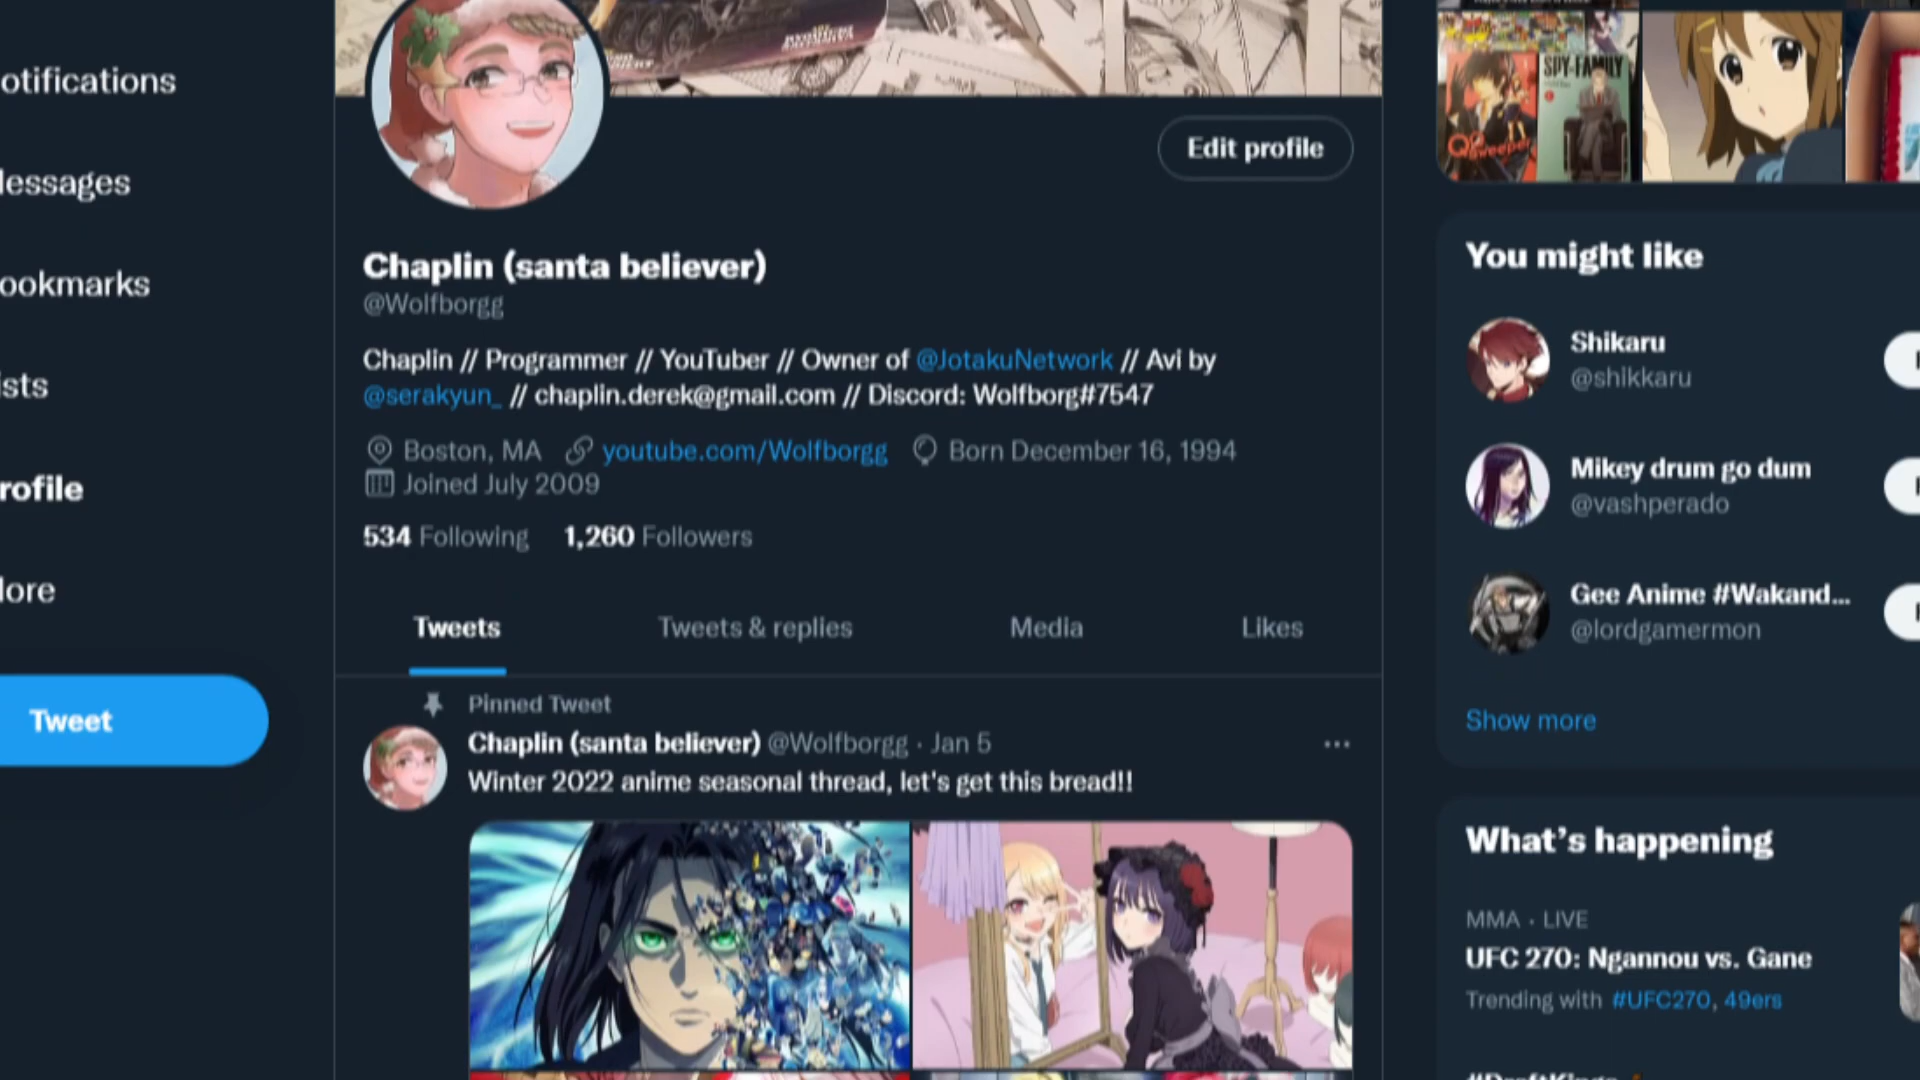 otifications
essages
ookmarks
ists
rofile
ore
Tweet
Edit profile
Chaplin (santa believer)
@Wolfborgg
Chaplin // Programmer // YouTuber // Owner of @JotakuNetwork // Avi by
@serakyun_ // chaplin.derek@gmail.com // Discord: Wolfborg#7547
Boston, MA youtube.com/Wolfborgg Born December 16, 1994
Joined July 2009
534 Following 1,260 Followers
Tweets Tweets & replies Media Likes
Pinned Tweet
Chaplin (santa believer) @Wolfborgg · Jan 5
Winter 2022 anime seasonal thread, let's get this bread!!
SPY×FAMILY
QQ Sweeper
You might like
Shikaru
@shikkaru
Mikey drum go dum
@vashperado
Gee Anime #Wakand...
@lordgamermon
Show more
What's happening
MMA · LIVE
UFC 270: Ngannou vs. Gane
Trending with #UFC270, 49ers
#DraftKings